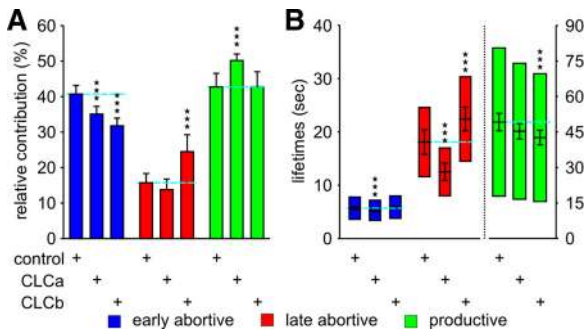 A
B
relative contribution (%)
60
50
40
30
20
10
0
*** *** *** ***
lifetimes (sec)
40
30
20
10
0
*** *** *** ***
90
75
60
45
30
15
0
control + + + + + +
CLCa + + + + + +
CLCb + + + + + +
early abortive late abortive productive